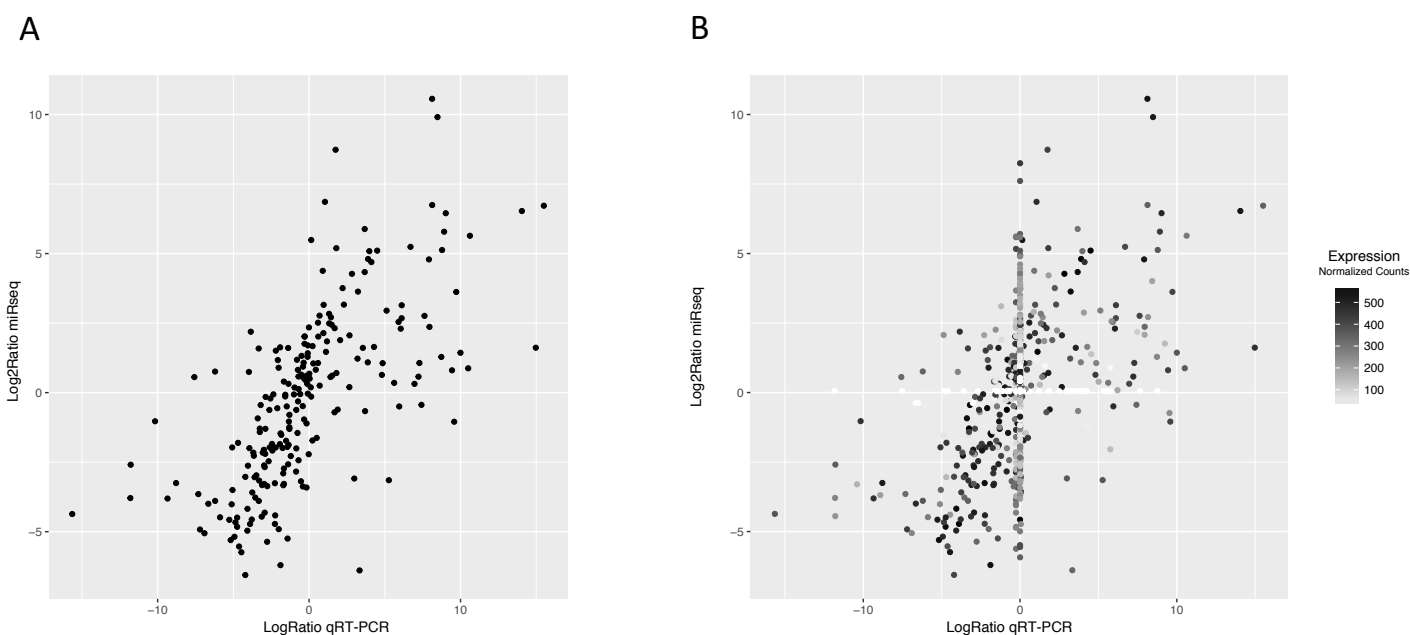 A
B
10
5
0
−5
Log2Ratio miRseq
−10
0
10
LogRatio qRT-PCR
10
5
0
−5
Log2Ratio miRseq
−10
0
10
LogRatio qRT-PCR
Expression
Normalized Counts
500
400
300
200
100